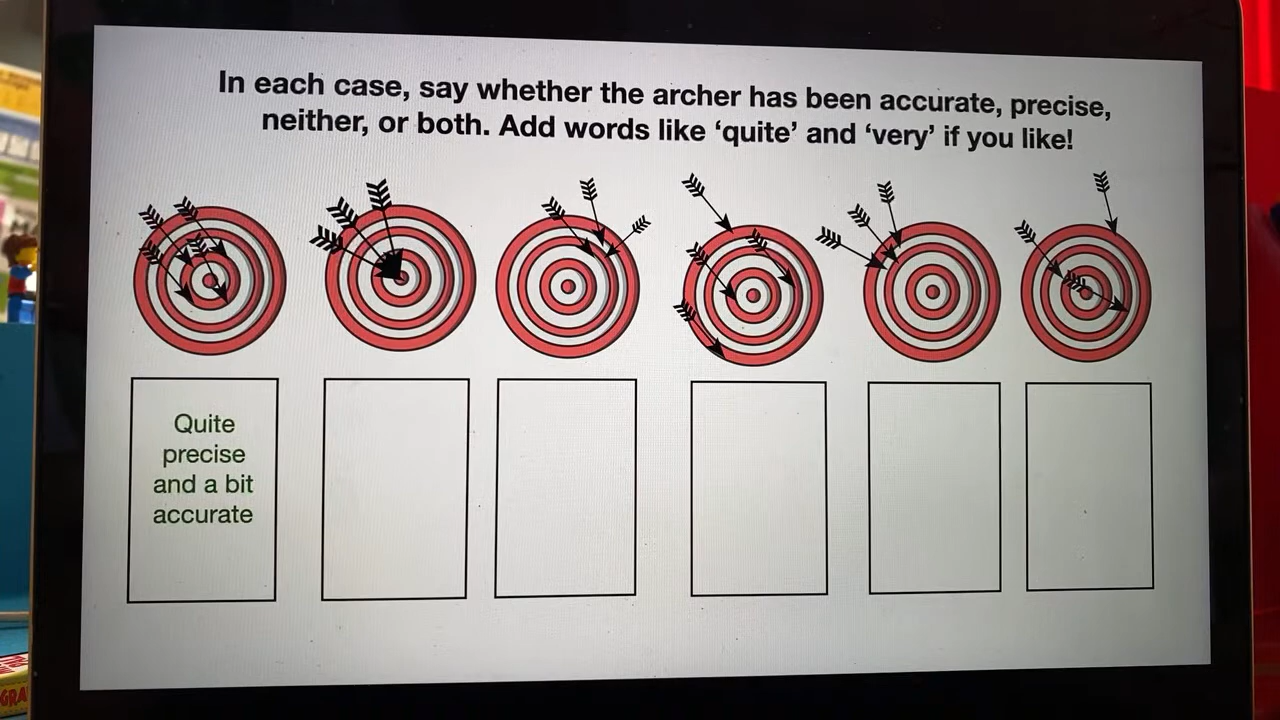 In each case, say whether the archer has been accurate, precise,
neither, or both. Add words like ‘quite’ and ‘very’ if you like!
Quite
precise
and a bit
accurate
GRA